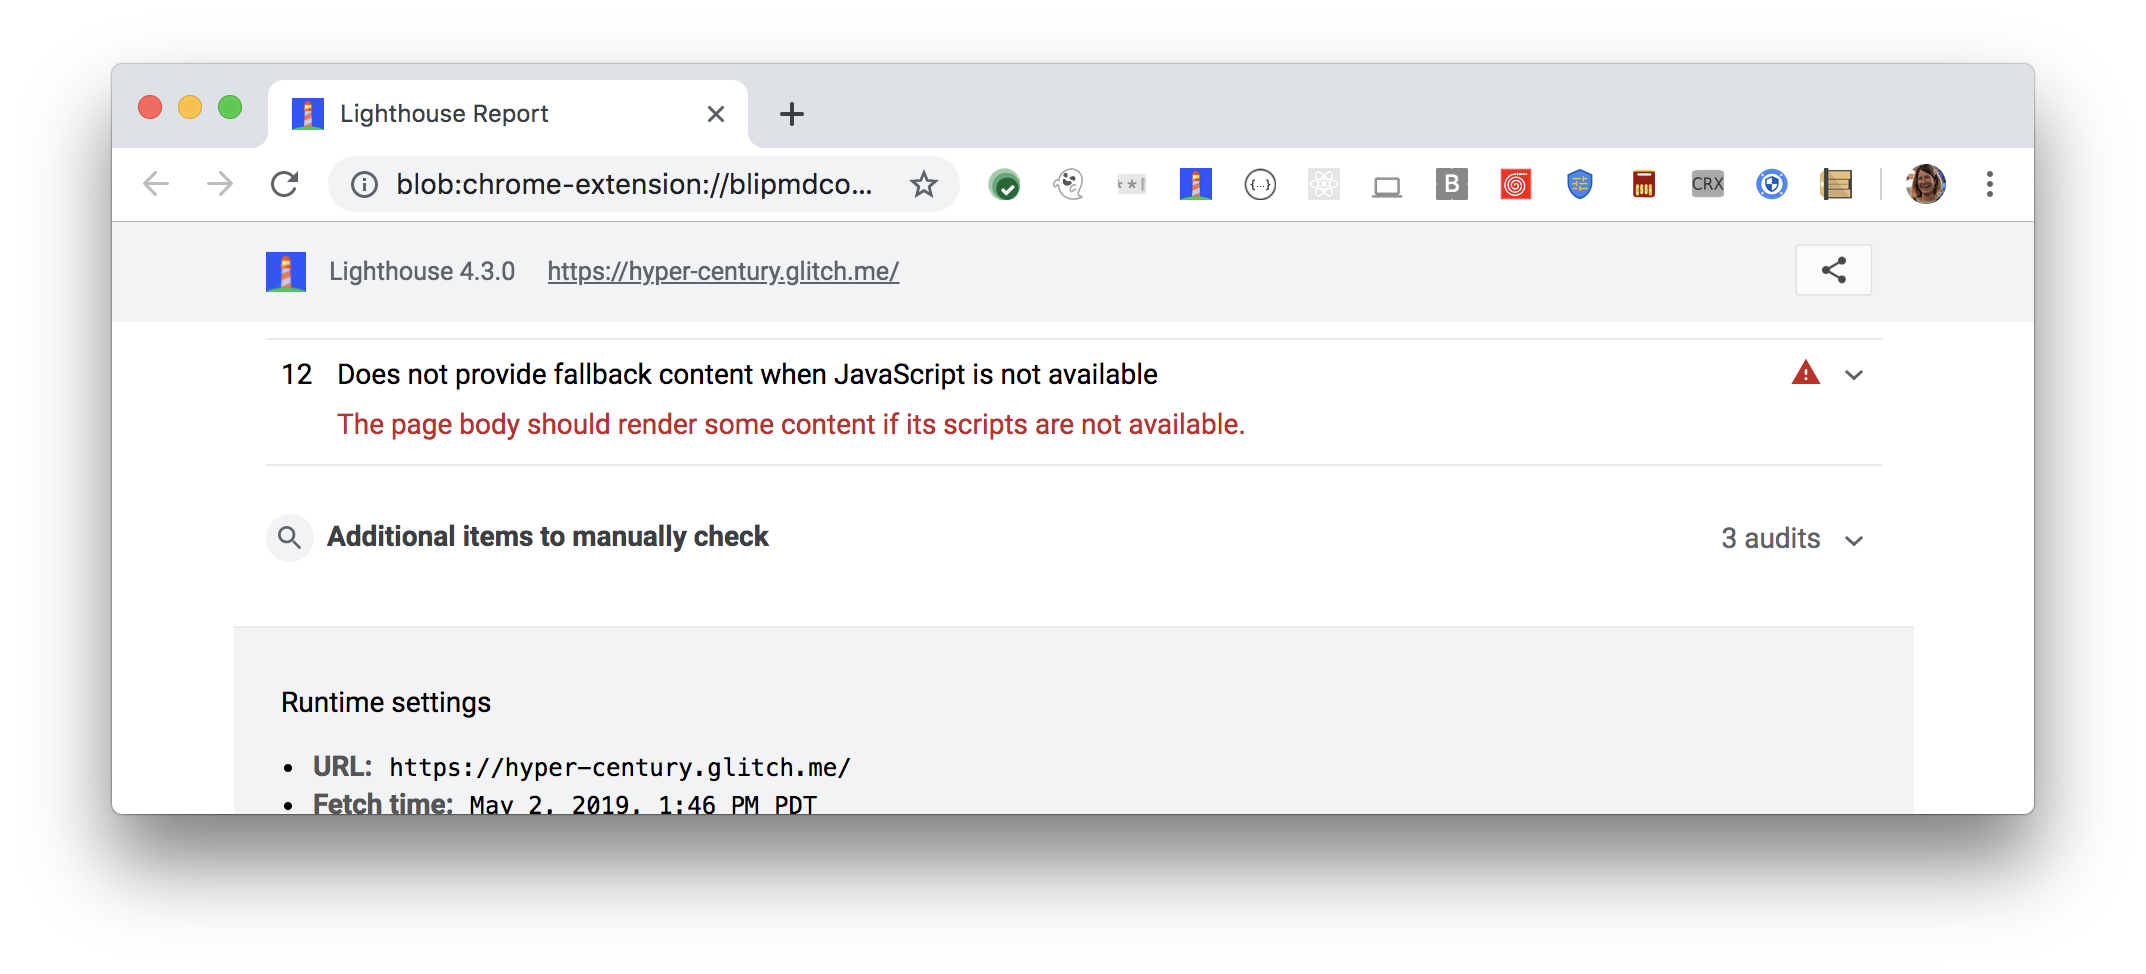 Lighthouse Report
blob:chrome-extension://blipmdco...
{...}
B
CRX
Lighthouse 4.3.0 https://hyper-century.glitch.me/
12 Does not provide fallback content when JavaScript is not available
The page body should render some content if its scripts are not available.
Additional items to manually check 3 audits
Runtime settings
• URL: https://hyper-century.glitch.me/
• Fetch time: May 2, 2019, 1:46 PM PDT